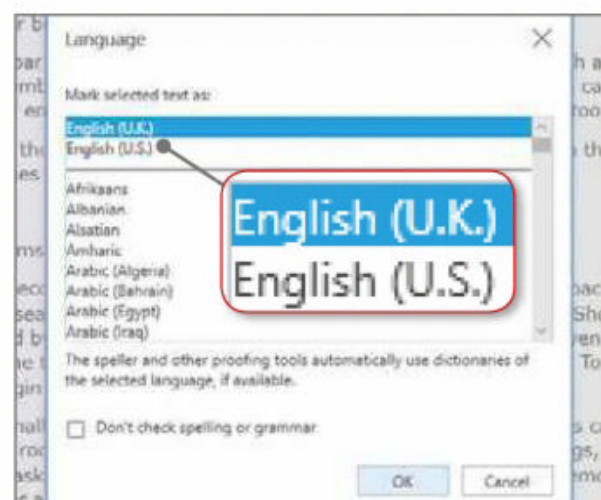 Language
Mark selected text as:
English (U.K.)
English (U.S.)
Afrikaans
Albanian
Alsatian
Amharic
Arabic (Algeria)
Arabic (Bahrain)
Arabic (Egypt)
Arabic (Iraq)
English (U.K.)
English (U.S.)
The speller and other proofing tools automatically use dictionaries of
the selected language, if available.
Don't check spelling or grammar
OK Cancel